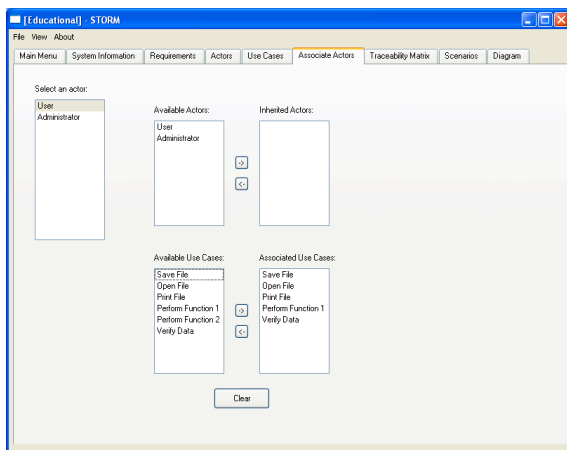 [Educational] - STORM
File View About
Main Menu System Information Requirements Actors Use Cases Associate Actors Traceability Matrix Scenarios Diagram
Select an actor:
User
Administrator
Available Actors: Inherited Actors:
User
Administrator
->
<-
Available Use Cases: Associated Use Cases:
Save File Save File
Open File Open File
Print File Print File
Perform Function 1 Perform Function 1
Perform Function 2 Verify Data
Verify Data
->
<-
Clear